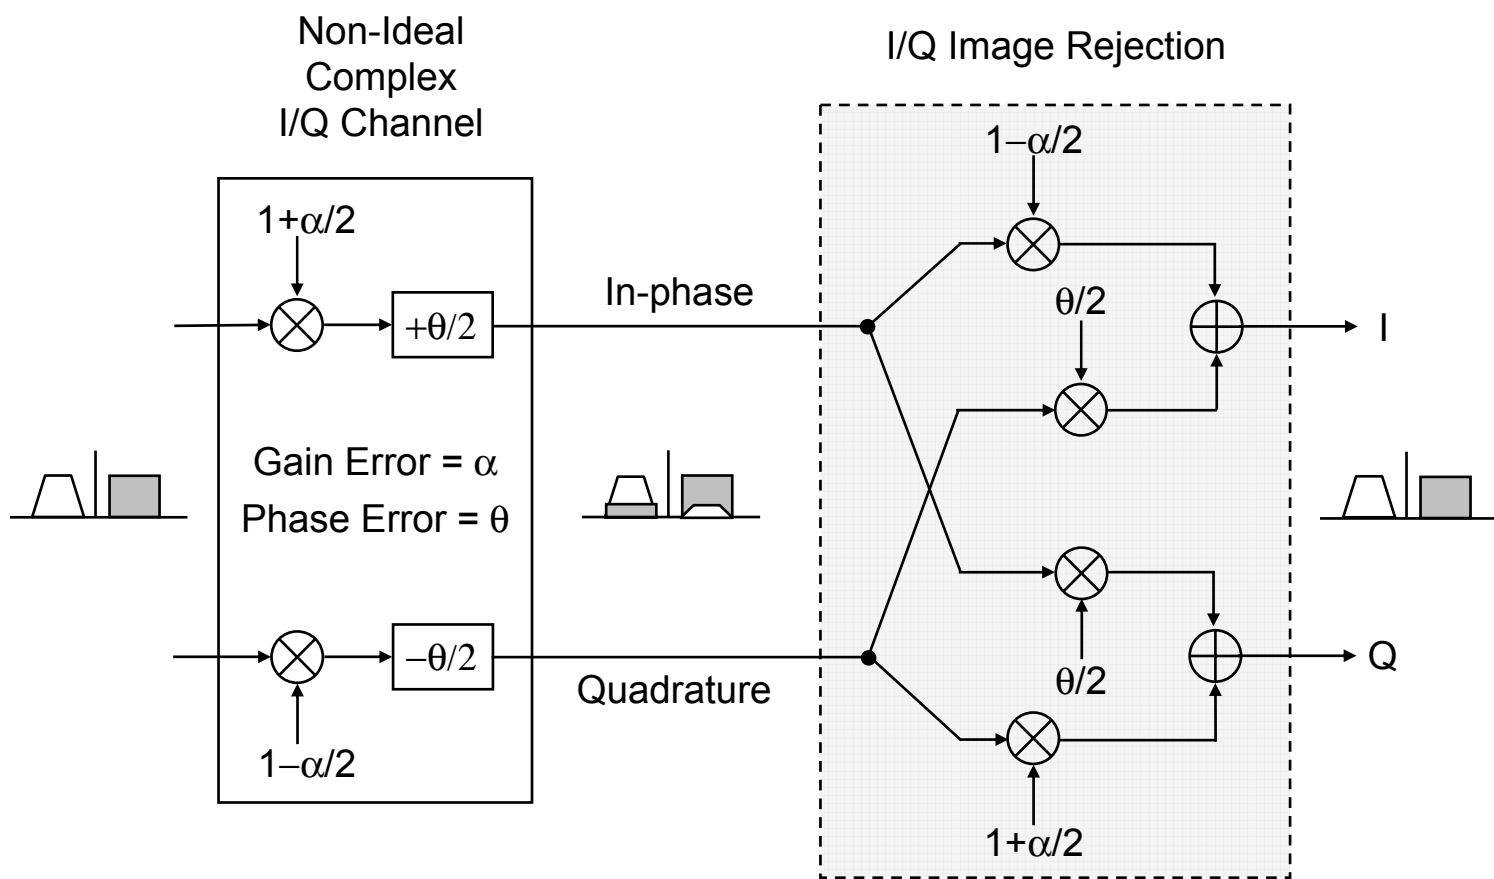 Non-Ideal
Complex
I/Q Channel
I/Q Image Rejection
1−α/2
1+α/2
+θ/2
In-phase
θ/2
I
Gain Error = α
Phase Error = θ
−θ/2
Quadrature
θ/2
Q
1−α/2
1+α/2